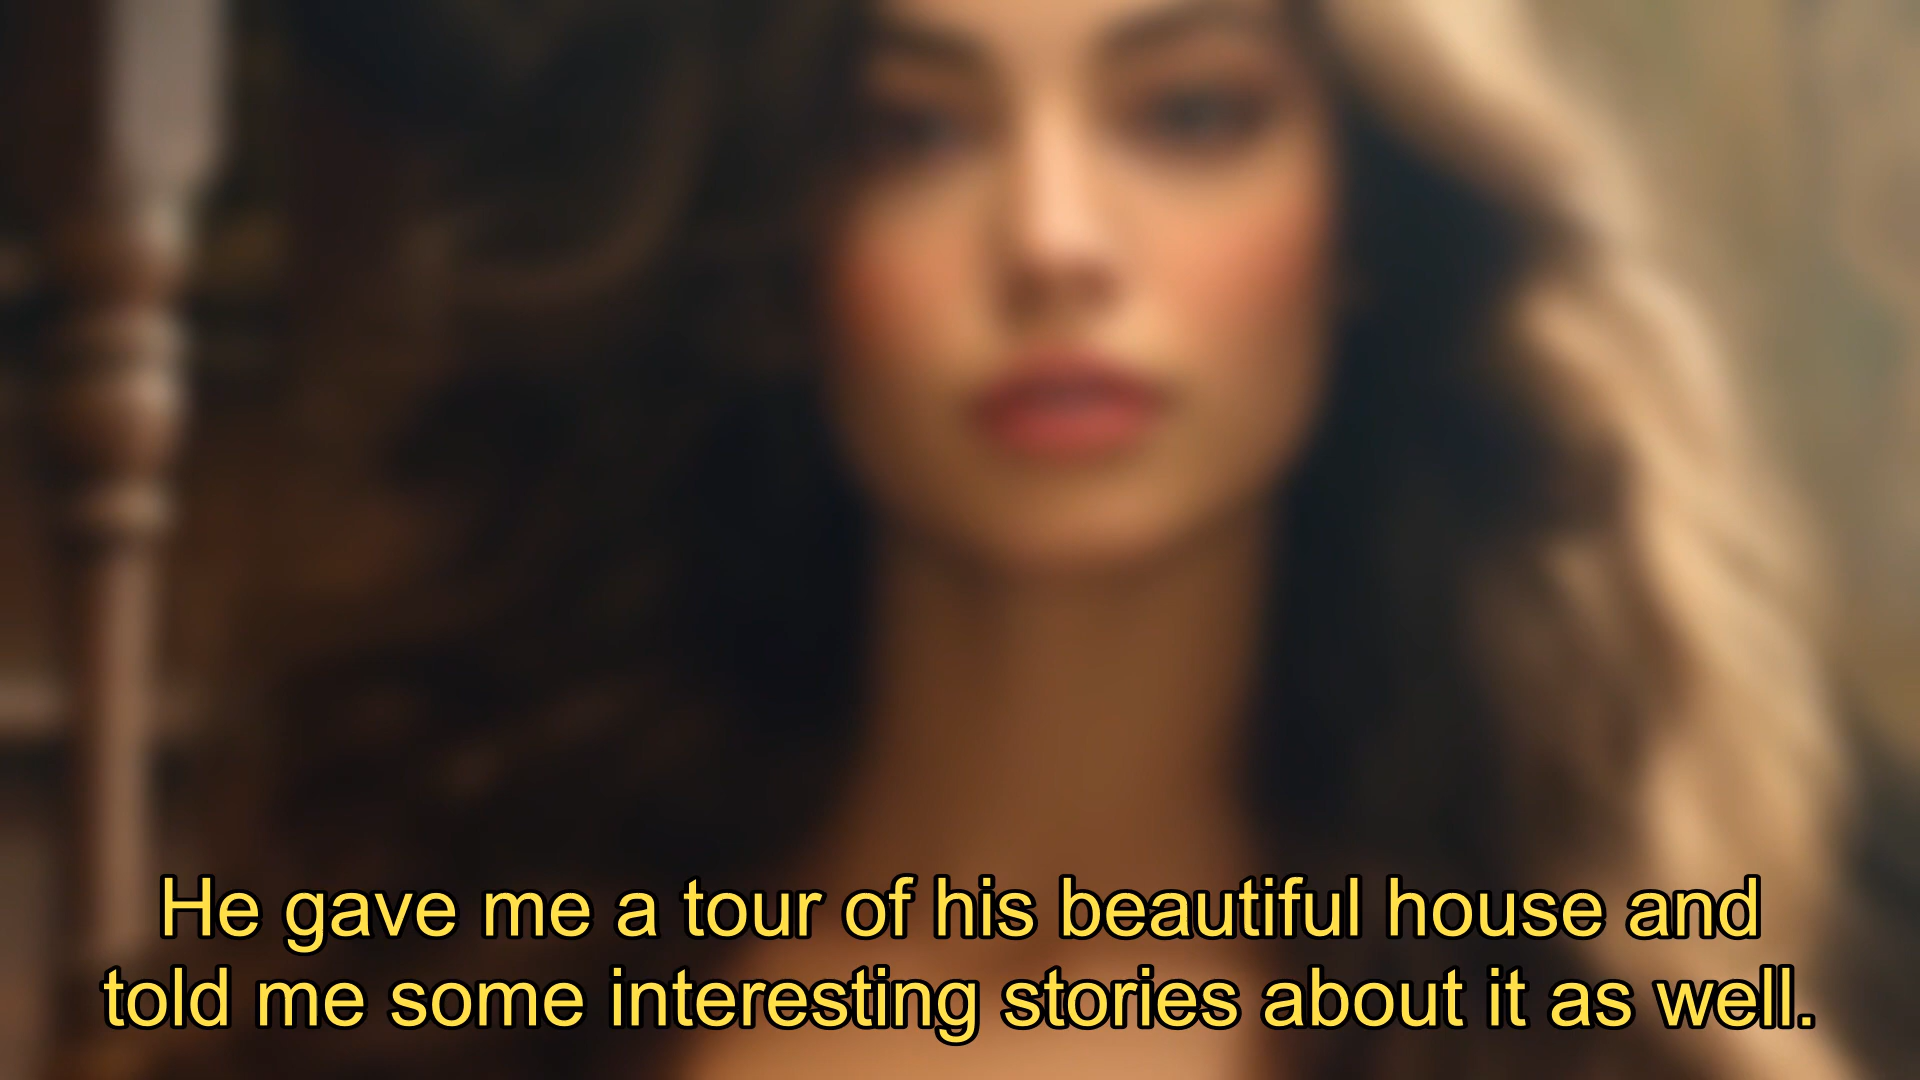 He gave me a tour of his beautiful house and
told me some interesting stories about it as well.